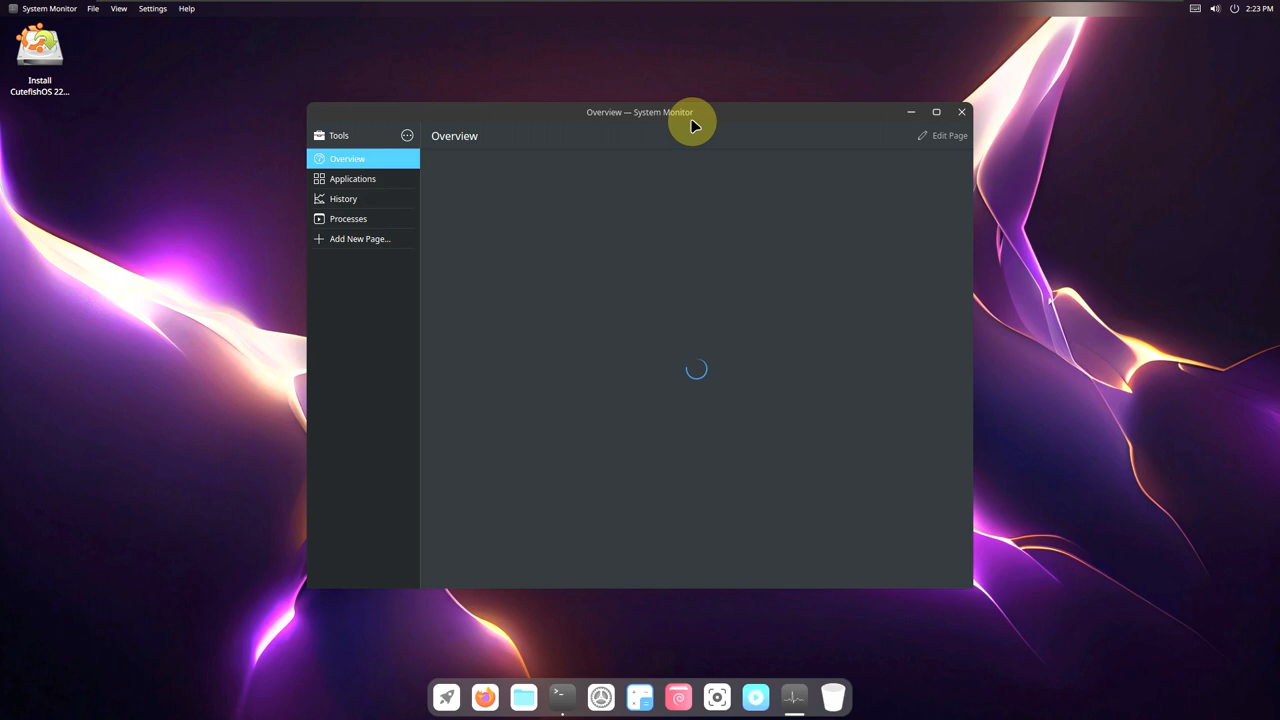 System Monitor File View Settings Help
2:23 PM
Install
CutefishOS 22...
Overview — System Monitor
Tools
Overview
Edit Page
Overview
Applications
History
Processes
Add New Page...
>_